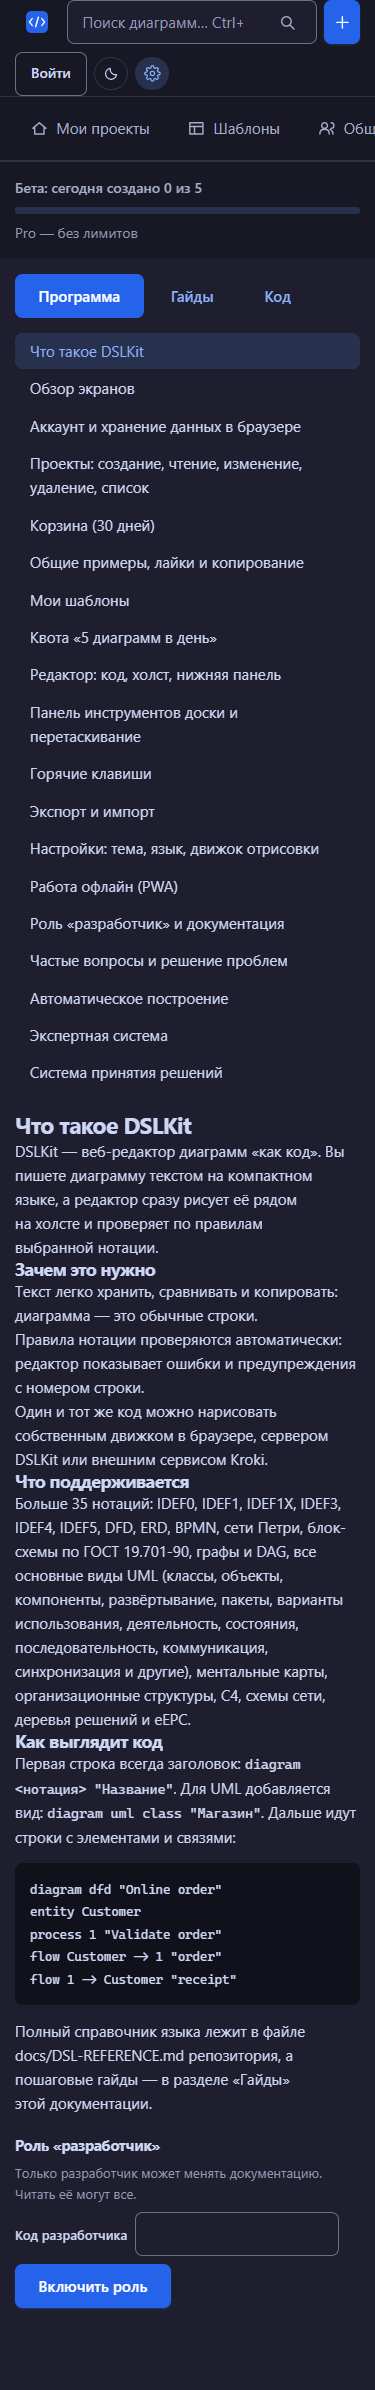 </>
Поиск диаграмм... Ctrl+
Войти
Мои проекты
Шаблоны
Общ
Бета: сегодня создано 0 из 5
Pro — без лимитов
Программа
Гайды
Код
Что такое DSLKit
Обзор экранов
Аккаунт и хранение данных в браузере
Проекты: создание, чтение, изменение,
удаление, список
Корзина (30 дней)
Общие примеры, лайки и копирование
Мои шаблоны
Квота «5 диаграмм в день»
Редактор: код, холст, нижняя панель
Панель инструментов доски и
перетаскивание
Горячие клавиши
Экспорт и импорт
Настройки: тема, язык, движок отрисовки
Работа офлайн (PWA)
Роль «разработчик» и документация
Частые вопросы и решение проблем
Автоматическое построение
Экспертная система
Система принятия решений
Что такое DSLKit
DSLKit — веб-редактор диаграмм «как код». Вы
пишете диаграмму текстом на компактном
языке, а редактор сразу рисует её рядом
на холсте и проверяет по правилам
выбранной нотации.
Зачем это нужно
Текст легко хранить, сравнивать и копировать:
диаграмма — это обычные строки.
Правила нотации проверяются автоматически:
редактор показывает ошибки и предупреждения
с номером строки.
Один и тот же код можно нарисовать
собственным движком в браузере, сервером
DSLKit или внешним сервисом Kroki.
Что поддерживается
Больше 35 нотаций: IDEF0, IDEF1, IDEF1X, IDEF3,
IDEF4, IDEF5, DFD, ERD, BPMN, сети Петри, блок-
схемы по ГОСТ 19.701-90, графы и DAG, все
основные виды UML (классы, объекты,
компоненты, развёртывание, пакеты, варианты
использования, деятельность, состояния,
последовательность, коммуникация,
синхронизация и другие), ментальные карты,
организационные структуры, C4, схемы сети,
деревья решений и eEPC.
Как выглядит код
Первая строка всегда заголовок: diagram
<нотация> "Название". Для UML добавляется
вид: diagram uml class "Магазин". Дальше идут
строки с элементами и связями:
diagram dfd "Online order"
entity Customer
process 1 "Validate order"
flow Customer -> 1 "order"
flow 1 -> Customer "receipt"
Полный справочник языка лежит в файле
docs/DSL-REFERENCE.md репозитория, а
пошаговые гайды — в разделе «Гайды»
этой документации.
Роль «разработчик»
Только разработчик может менять документацию.
Читать её могут все.
Код разработчика
Включить роль